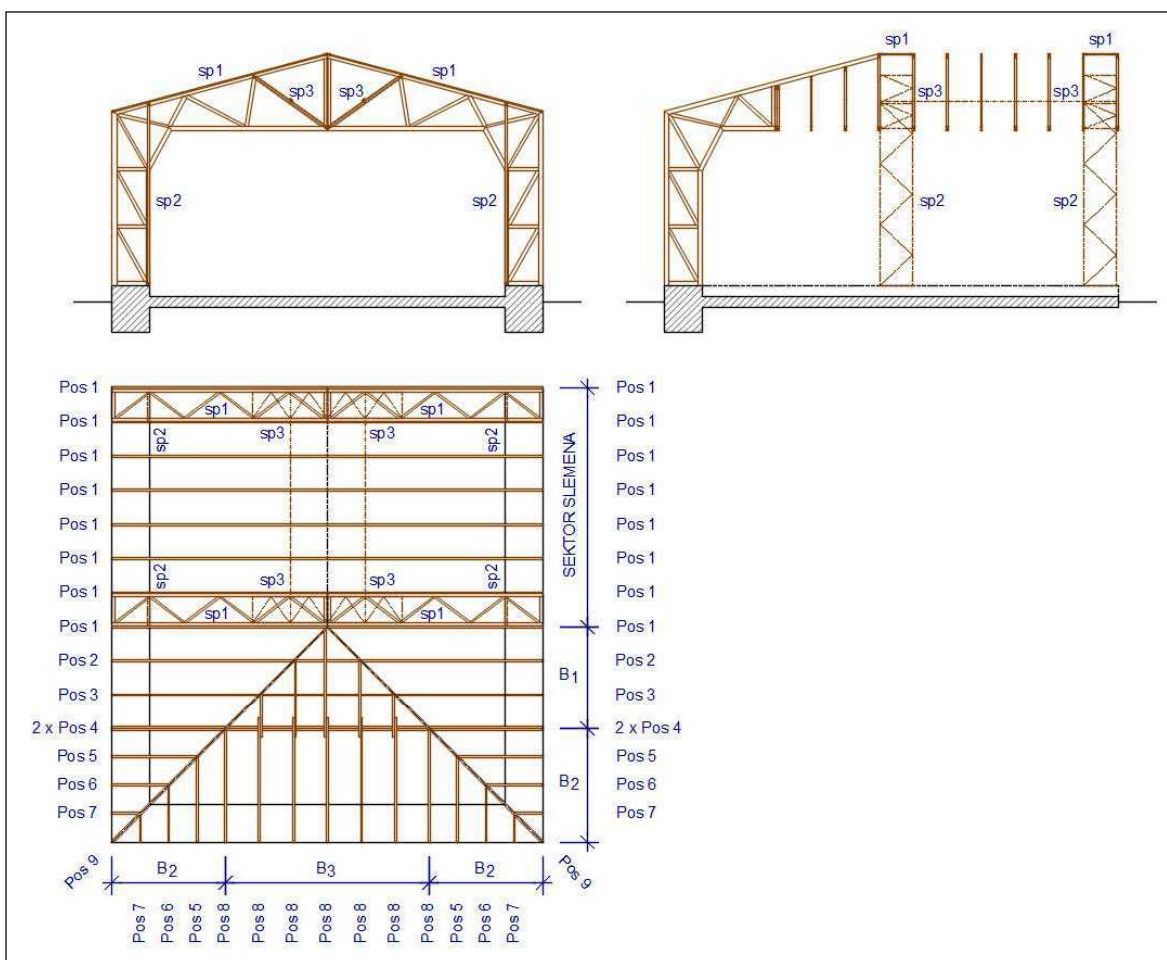 sp1 sp1
sp3 sp3
sp2 sp2
sp1 sp1
sp3 sp3
sp2 sp2
Pos 1 Pos 1
sp1 sp1
Pos 1 Pos 1
sp2 sp3 sp3 sp2
Pos 1 Pos 1
Pos 1 Pos 1
SEKTOR SLEMENA
Pos 1 Pos 1
Pos 1 Pos 1
sp2 sp3 sp3 sp2
Pos 1 Pos 1
sp1 sp1
Pos 1 Pos 1
Pos 2 B1 Pos 2
Pos 3 Pos 3
2 x Pos 4 2 x Pos 4
Pos 5 Pos 5
Pos 6 B2 Pos 6
Pos 7 Pos 7
Pos 9 B2 B3 B2 Pos 9
Pos 7 Pos 6 Pos 5 Pos 8 Pos 8 Pos 8 Pos 8 Pos 8 Pos 8 Pos 8 Pos 5 Pos 6 Pos 7